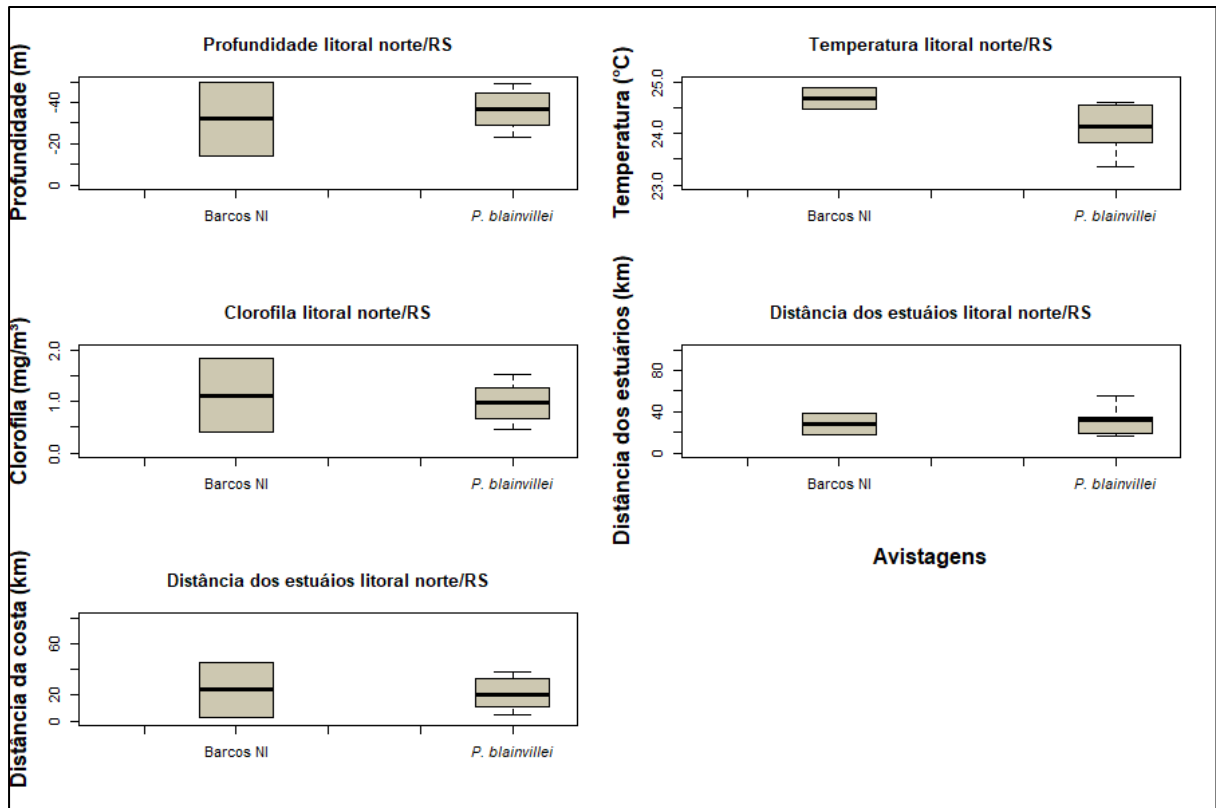 Profundidade litoral norte/RS
Profundidade (m)
-40
-20
0
Barcos NI
P. blainvillei
Temperatura litoral norte/RS
Temperatura (°C)
25.0
24.0
23.0
Barcos NI
P. blainvillei
Clorofila litoral norte/RS
Clorofila (mg/m³)
2.0
1.0
0.0
Barcos NI
P. blainvillei
Distância dos estuáios litoral norte/RS
Distância dos estuários (km)
80
40
0
Barcos NI
P. blainvillei
Avistagens
Distância dos estuáios litoral norte/RS
Distância da costa (km)
60
20
0
Barcos NI
P. blainvillei